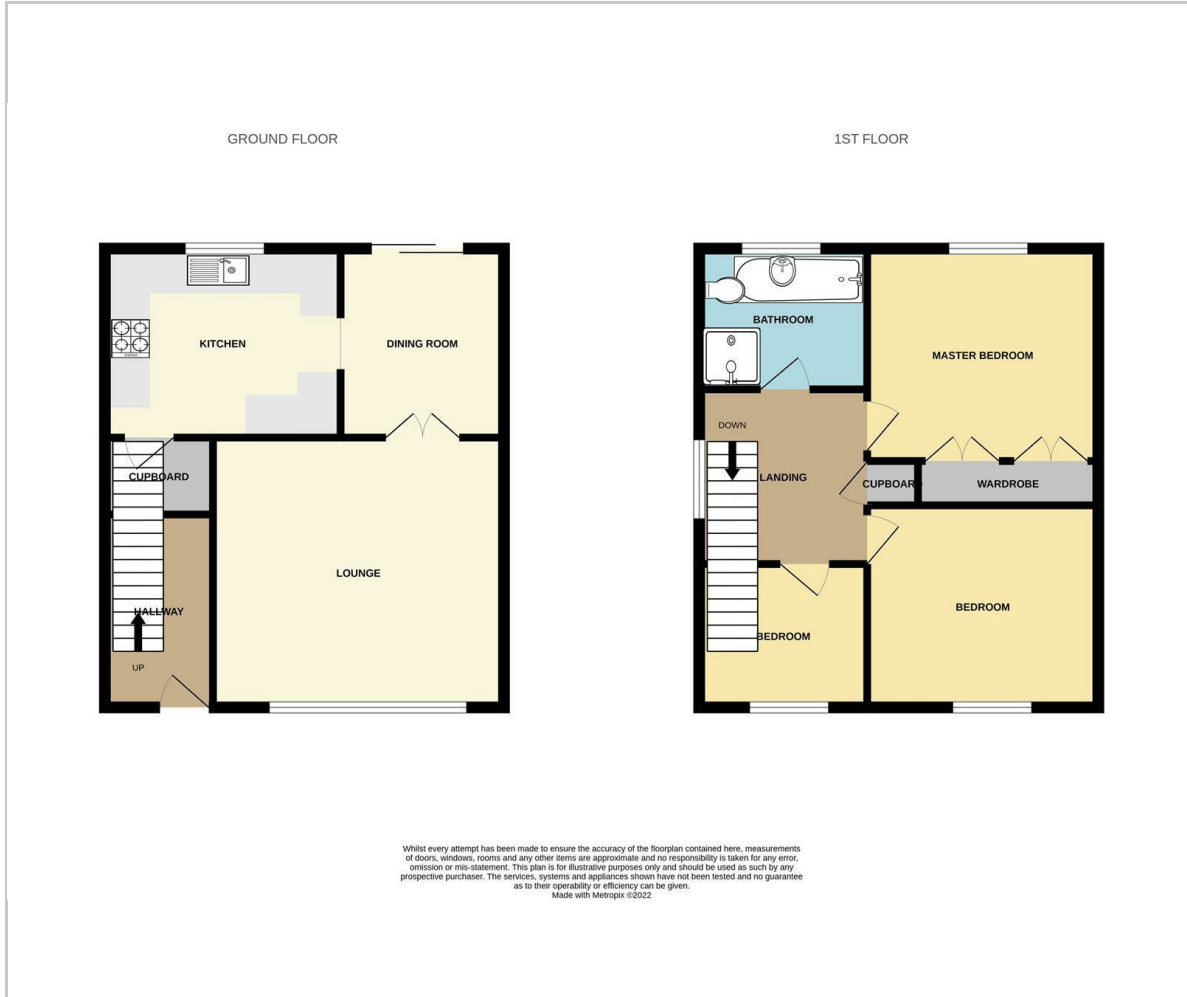 GROUND FLOOR
KITCHEN
DINING ROOM
CUPBOARD
LOUNGE
HALLWAY
UP
1ST FLOOR
BATHROOM
MASTER BEDROOM
DOWN
LANDING
CUPBOARD
WARDROBE
BEDROOM
BEDROOM
Whilst every attempt has been made to ensure the accuracy of the floorplan contained here, measurements
of doors, windows, rooms and any other items are approximate and no responsibility is taken for any error,
omission or mis-statement. This plan is for illustrative purposes only and should be used as such by any
prospective purchaser. The services, systems and appliances shown have not been tested and no guarantee
as to their operability or efficiency can be given.
Made with Metropix ©2022